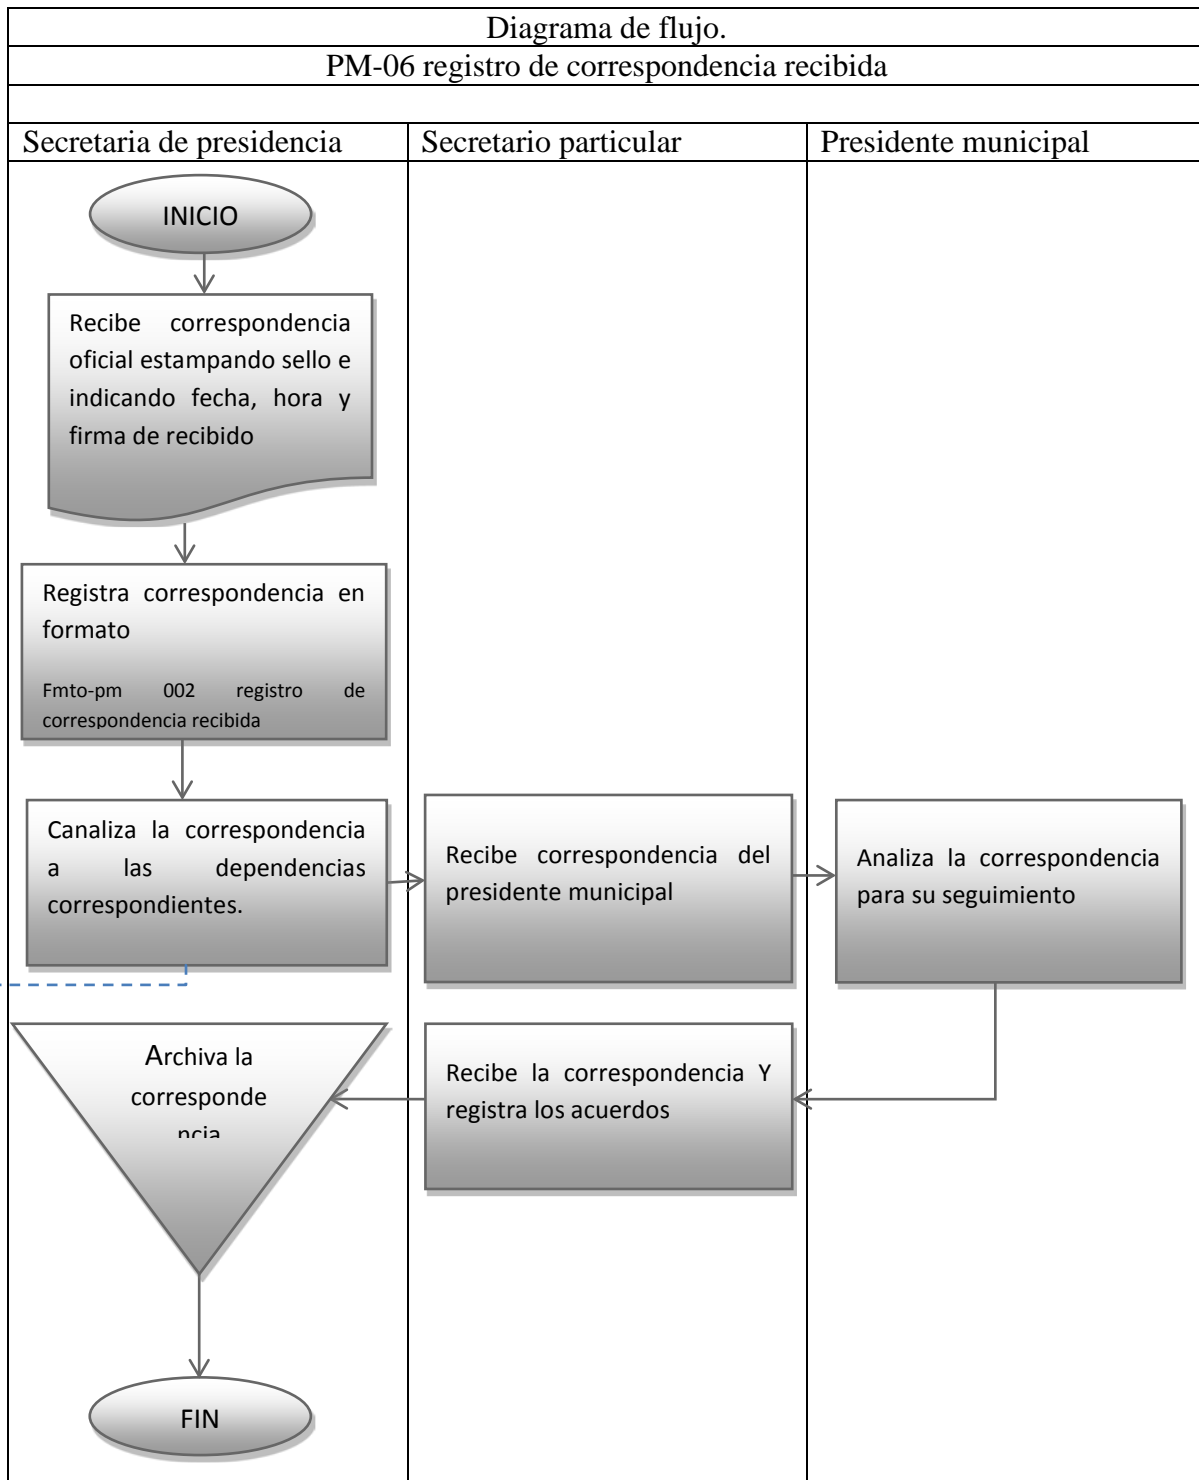 Diagrama de flujo.
PM-06 registro de correspondencia recibida
Secretaria de presidencia
Secretario particular
Presidente municipal
INICIO
Recibe correspondencia
oficial estampando sello e
indicando fecha, hora y
firma de recibido
Registra correspondencia en
formato
Fmto-pm 002 registro de
correspondencia recibida
Canaliza la correspondencia
a las dependencias
correspondientes.
Recibe correspondencia del
presidente municipal
Analiza la correspondencia
para su seguimiento
Archiva la
corresponde
ncia
Recibe la correspondencia Y
registra los acuerdos
FIN